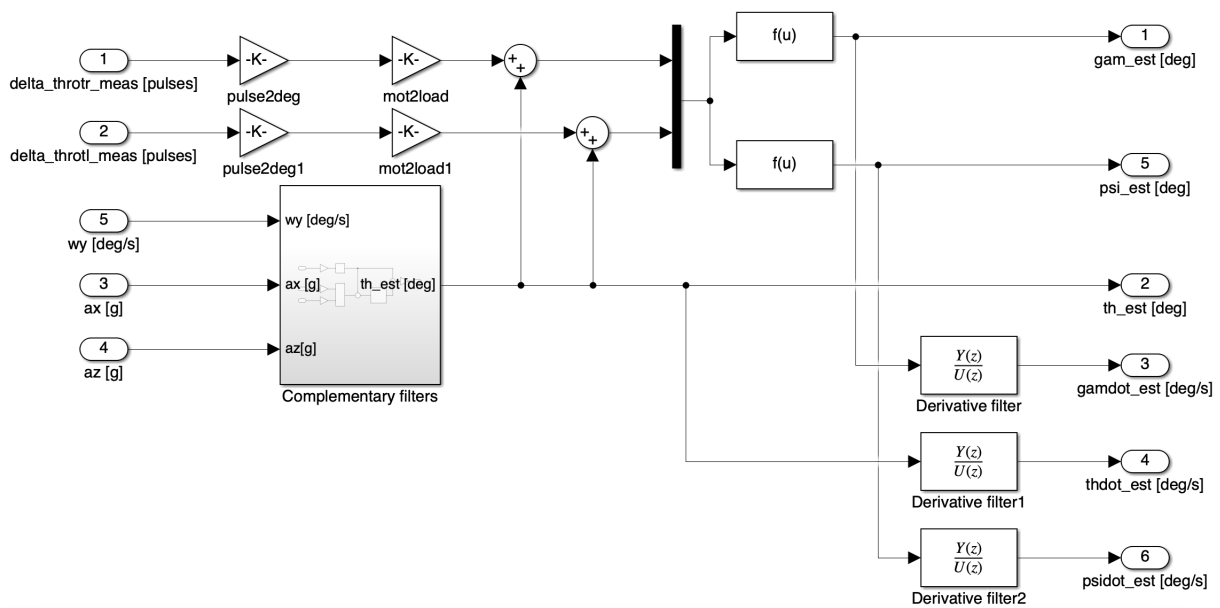 1
delta_throtr_meas [pulses]
-K-
pulse2deg
-K-
mot2load
+
+
f(u)
1
gam_est [deg]
2
delta_throtl_meas [pulses]
-K-
pulse2deg1
-K-
mot2load1
+
+
f(u)
5
psi_est [deg]
5
wy [deg/s]
3
ax [g]
4
az [g]
wy [deg/s]
ax [g]
th_est [deg]
az[g]
Complementary filters
2
th_est [deg]
Y(z)
U(z)
Derivative filter
3
gamdot_est [deg/s]
Y(z)
U(z)
Derivative filter1
4
thdot_est [deg/s]
Y(z)
U(z)
Derivative filter2
6
psidot_est [deg/s]